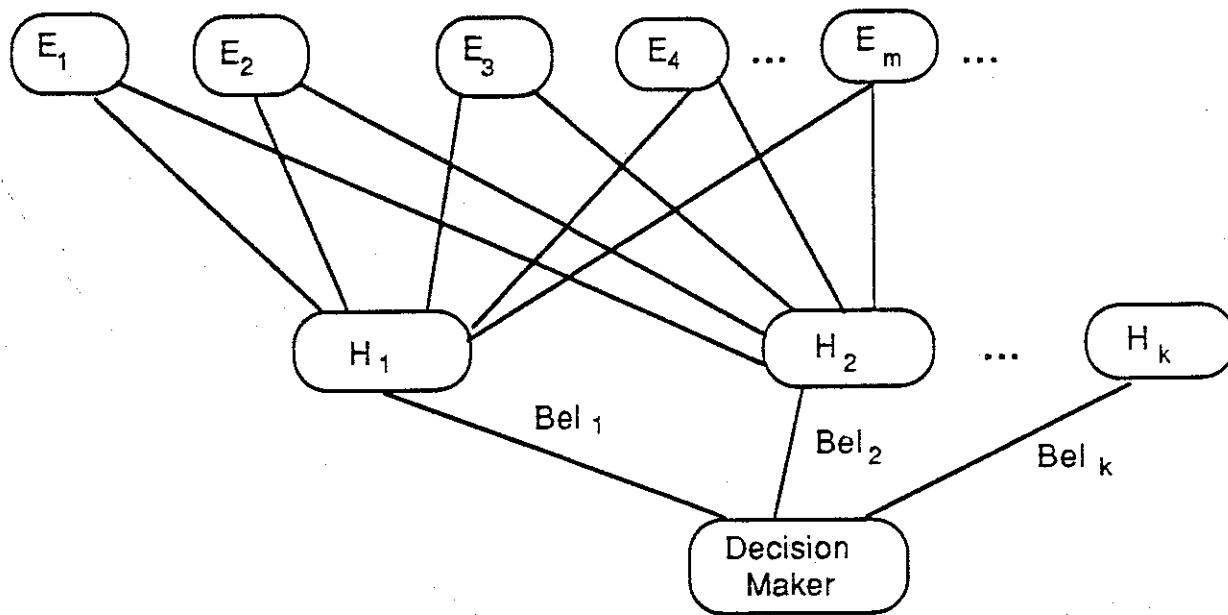 E1 E2 E3 E4 ... Em ...
H1 H2 ... Hk
Bel1 Bel2 Belk
Decision
Maker